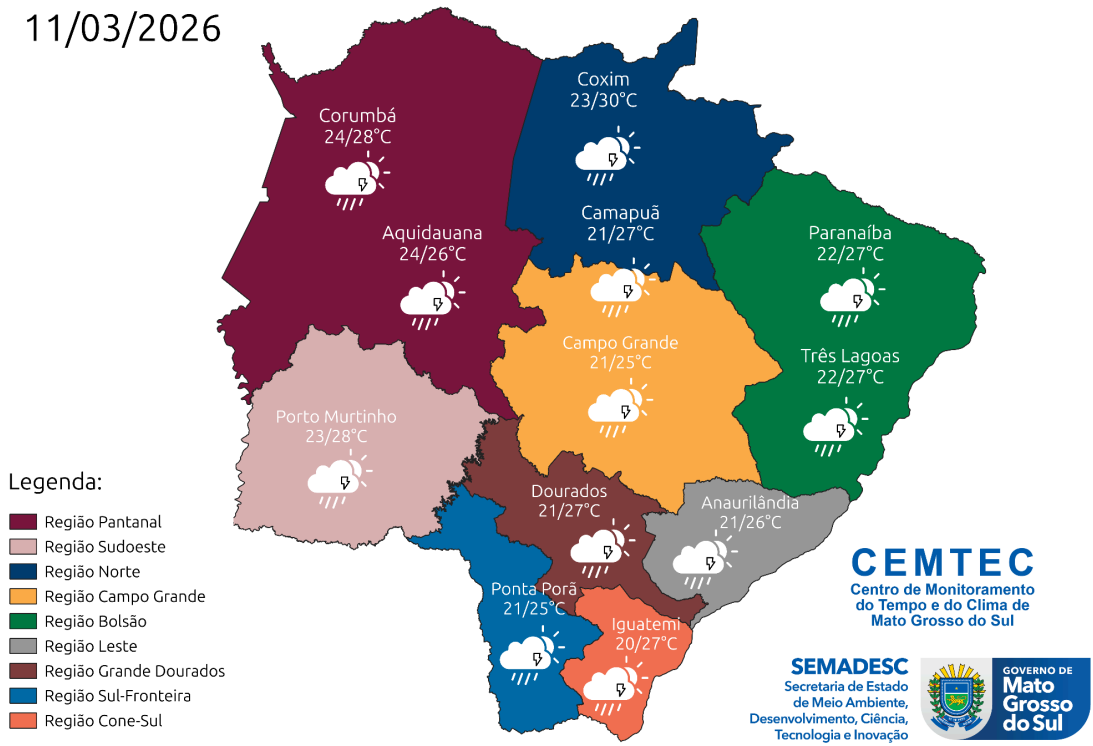 11/03/2026
Coxim
23/30°C
Corumbá
24/28°C
Camapuã
21/27°C
Aquidauana
24/26°C
Paranaíba
22/27°C
Campo Grande
21/25°C
Três Lagoas
22/27°C
Porto Murtinho
23/28°C
Dourados
21/27°C
Anaurilândia
21/26°C
Ponta Porã
21/25°C
Iguatemi
20/27°C
Legenda:
Região Pantanal
Região Sudoeste
Região Norte
Região Campo Grande
Região Bolsão
Região Leste
Região Grande Dourados
Região Sul-Fronteira
Região Cone-Sul
CEMTEC
Centro de Monitoramento
do Tempo e do Clima de
Mato Grosso do Sul
SEMADESC
Secretaria de Estado
de Meio Ambiente,
Desenvolvimento, Ciência,
Tecnologia e Inovação
GOVERNO DE
Mato
Grosso
do Sul